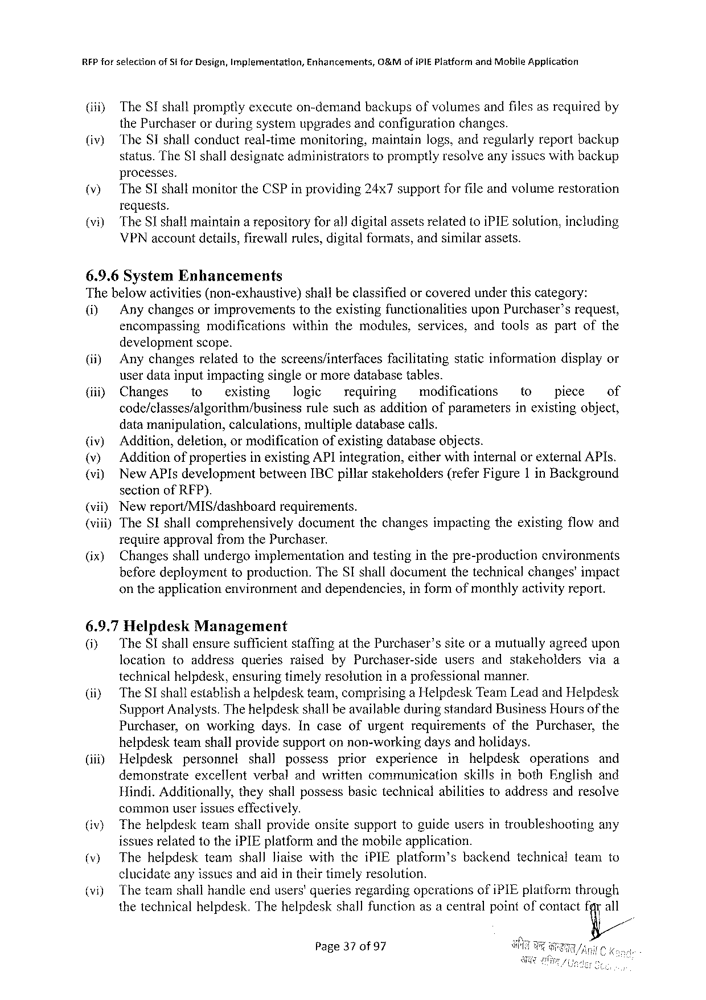 RFP for selection of SI for Design, Implementation, Enhancements, O&M of iPIE Platform and Mobile Application
(iii) The SI shall promptly execute on-demand backups of volumes and files as required by
the Purchaser or during system upgrades and configuration changes.
(iv) The SI shall conduct real-time monitoring, maintain logs, and regularly report backup
status. The SI shall designate administrators to promptly resolve any issues with backup
processes.
(v) The SI shall monitor the CSP in providing 24x7 support for file and volume restoration
requests.
(vi) The SI shall maintain a repository for all digital assets related to iPIE solution, including
VPN account details, firewall rules, digital formats, and similar assets.
6.9.6 System Enhancements
The below activities (non-exhaustive) shall be classified or covered under this category:
(i) Any changes or improvements to the existing functionalities upon Purchaser's request,
encompassing modifications within the modules, services, and tools as part of the
development scope.
(ii) Any changes related to the screens/interfaces facilitating static information display or
user data input impacting single or more database tables.
(iii) Changes to existing logic requiring modifications to piece of
code/classes/algorithm/business rule such as addition of parameters in existing object,
data manipulation, calculations, multiple database calls.
(iv) Addition, deletion, or modification of existing database objects.
(v) Addition of properties in existing API integration, either with internal or external APIs.
(vi) New APIs development between IBC pillar stakeholders (refer Figure 1 in Background
section of RFP).
(vii) New report/MIS/dashboard requirements.
(viii) The SI shall comprehensively document the changes impacting the existing flow and
require approval from the Purchaser.
(ix) Changes shall undergo implementation and testing in the pre-production environments
before deployment to production. The SI shall document the technical changes' impact
on the application environment and dependencies, in form of monthly activity report.
6.9.7 Helpdesk Management
(i) The SI shall ensure sufficient staffing at the Purchaser's site or a mutually agreed upon
location to address queries raised by Purchaser-side users and stakeholders via a
technical helpdesk, ensuring timely resolution in a professional manner.
(ii) The SI shall establish a helpdesk team, comprising a Helpdesk Team Lead and Helpdesk
Support Analysts. The helpdesk shall be available during standard Business Hours of the
Purchaser, on working days. In case of urgent requirements of the Purchaser, the
helpdesk team shall provide support on non-working days and holidays.
(iii) Helpdesk personnel shall possess prior experience in helpdesk operations and
demonstrate excellent verbal and written communication skills in both English and
Hindi. Additionally, they shall possess basic technical abilities to address and resolve
common user issues effectively.
(iv) The helpdesk team shall provide onsite support to guide users in troubleshooting any
issues related to the iPIE platform and the mobile application.
(v) The helpdesk team shall liaise with the iPIE platform's backend technical team to
elucidate any issues and aid in their timely resolution.
(vi) The team shall handle end users' queries regarding operations of iPIE platform through
the technical helpdesk. The helpdesk shall function as a central point of contact for all
Page 37 of 97
अनिल चन्द्र /Anil C
अवर सचिव/Under